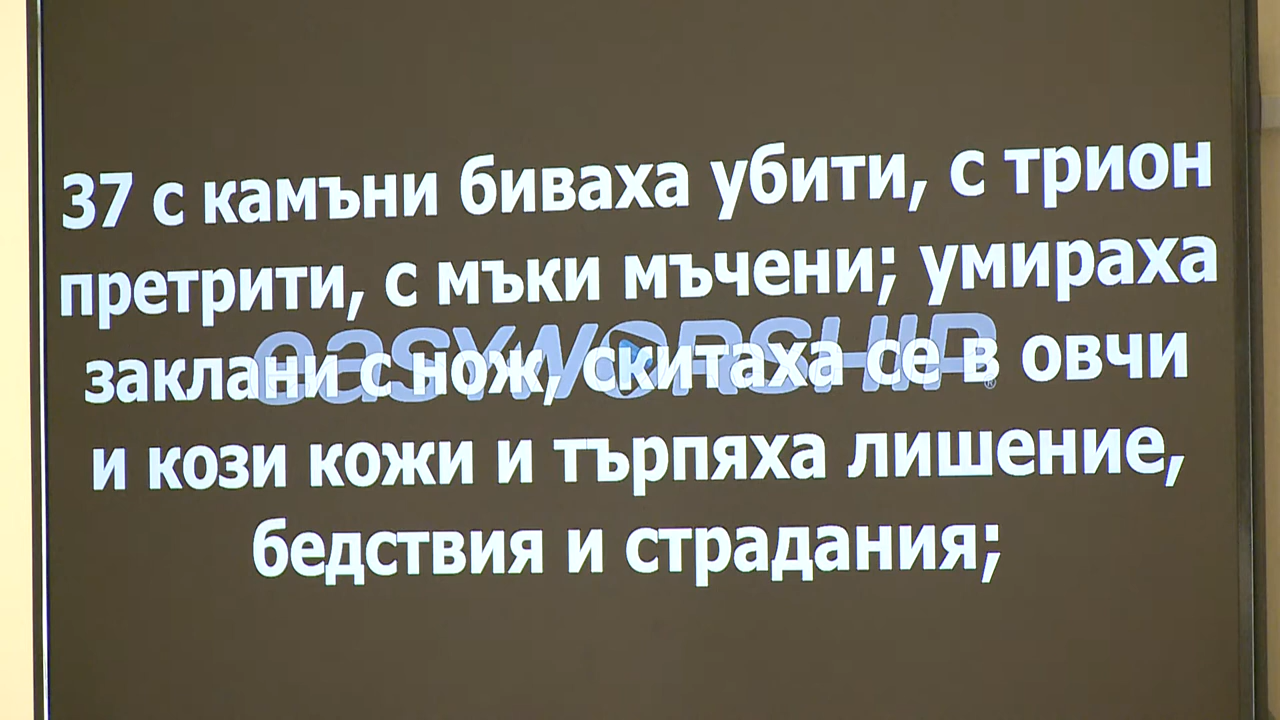 37 с камъни биваха убити, с трион
претрити, с мъки мъчени; умираха
заклани с нож, скитаха се в овчи
и кози кожи и търпяха лишение,
бедствия и страдания;
easyworship®